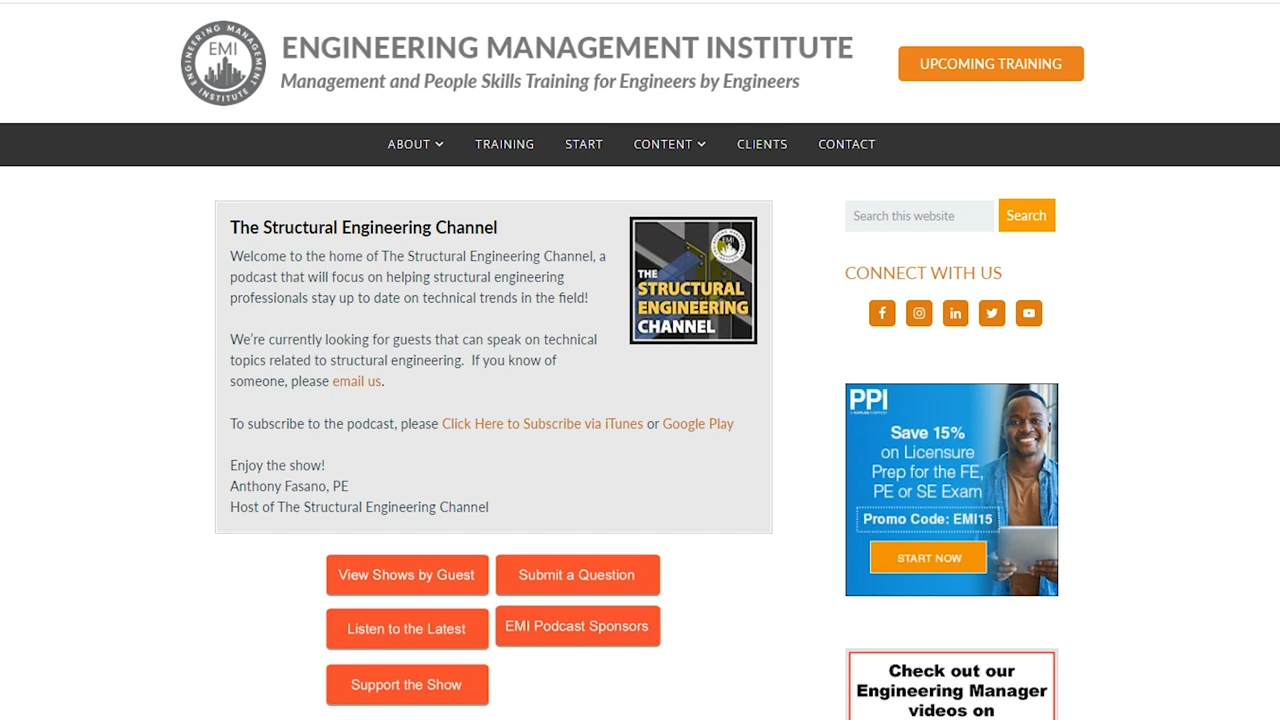 ENGINEERING MANAGEMENT INSTITUTE
EMI
ENGINEERING MANAGEMENT INSTITUTE
Management and People Skills Training for Engineers by Engineers
UPCOMING TRAINING
ABOUT TRAINING START CONTENT CLIENTS CONTACT
The Structural Engineering Channel
Welcome to the home of The Structural Engineering Channel, a
podcast that will focus on helping structural engineering
professionals stay up to date on technical trends in the field!
We're currently looking for guests that can speak on technical
topics related to structural engineering. If you know of
someone, please email us.
To subscribe to the podcast, please Click Here to Subscribe via iTunes or Google Play
Enjoy the show!
Anthony Fasano, PE
Host of The Structural Engineering Channel
EMI
THE
STRUCTURAL
ENGINEERING
CHANNEL
View Shows by Guest
Submit a Question
Listen to the Latest
EMI Podcast Sponsors
Support the Show
Search this website
Search
CONNECT WITH US
PPI
Save 15%
on Licensure
Prep for the FE,
PE or SE Exam
Promo Code: EMI15
START NOW
Check out our
Engineering Manager
videos on